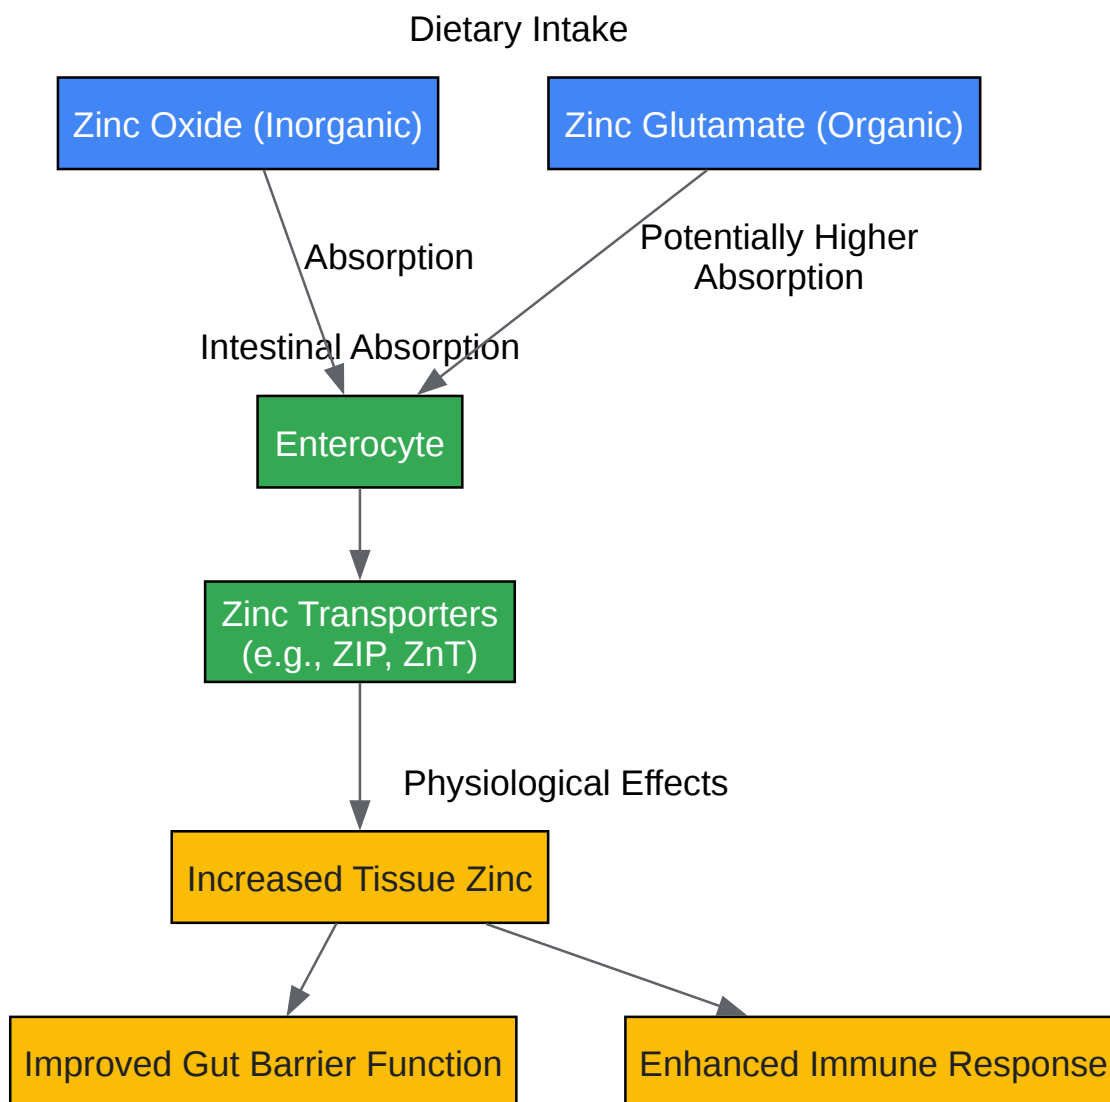 Dietary Intake
Zinc Oxide (Inorganic)
Zinc Glutamate (Organic)
Absorption
Potentially Higher
Absorption
Intestinal Absorption
Enterocyte
Zinc Transporters
(e.g., ZIP, ZnT)
Physiological Effects
Increased Tissue Zinc
Improved Gut Barrier Function
Enhanced Immune Response